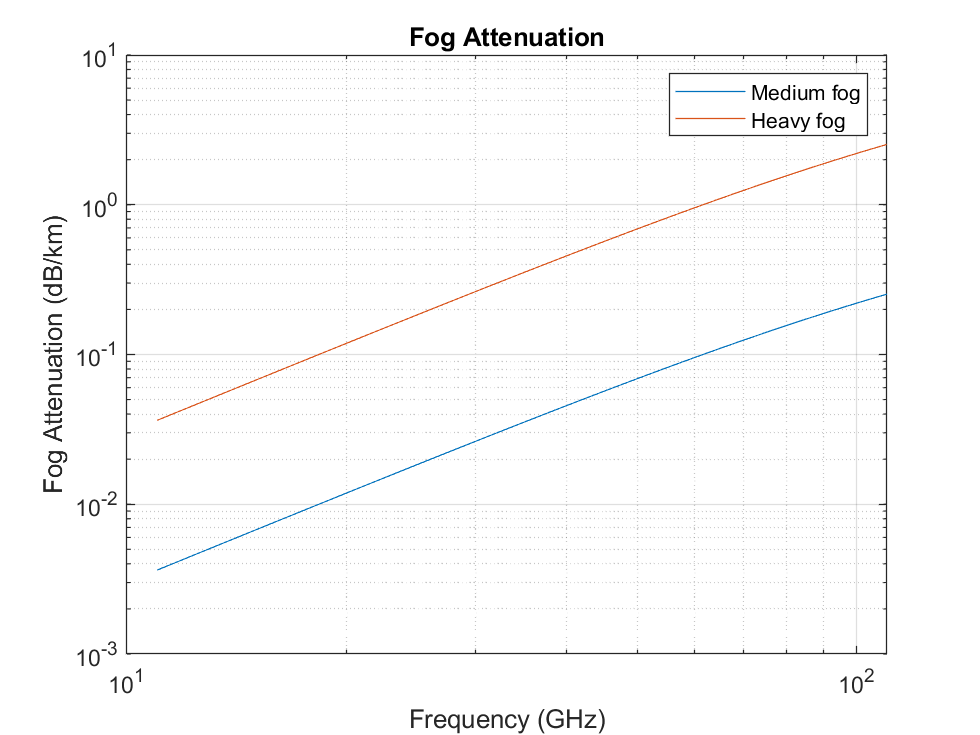 Fog Attenuation
10^1
10^0
10^-1
10^-2
10^-3
Fog Attenuation (dB/km)
Medium fog
Heavy fog
10^1
10^2
Frequency (GHz)